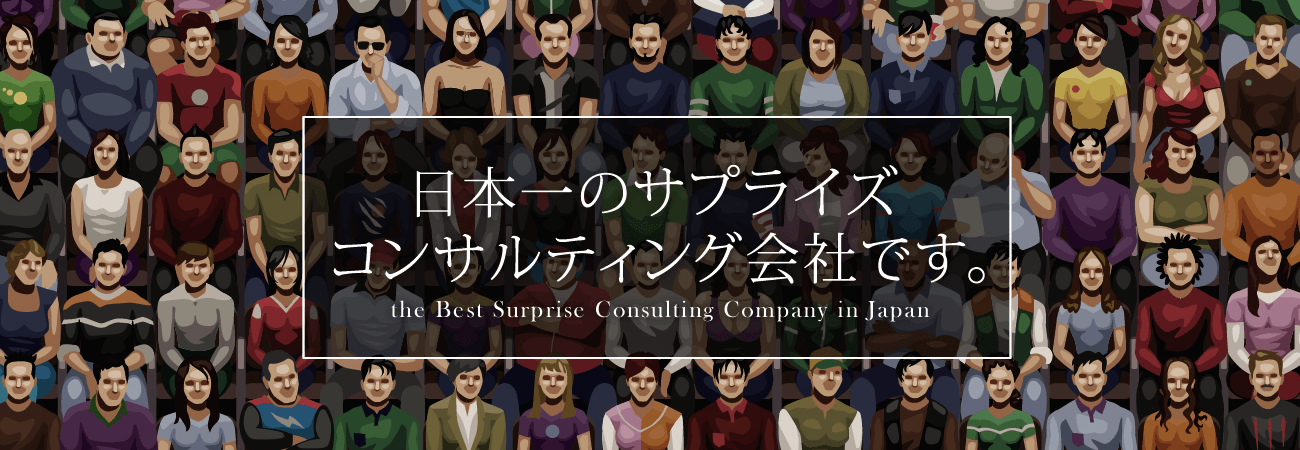 日本一のサプライズ
コンサルティング会社です。
the Best Surprise Consulting Company in Japan